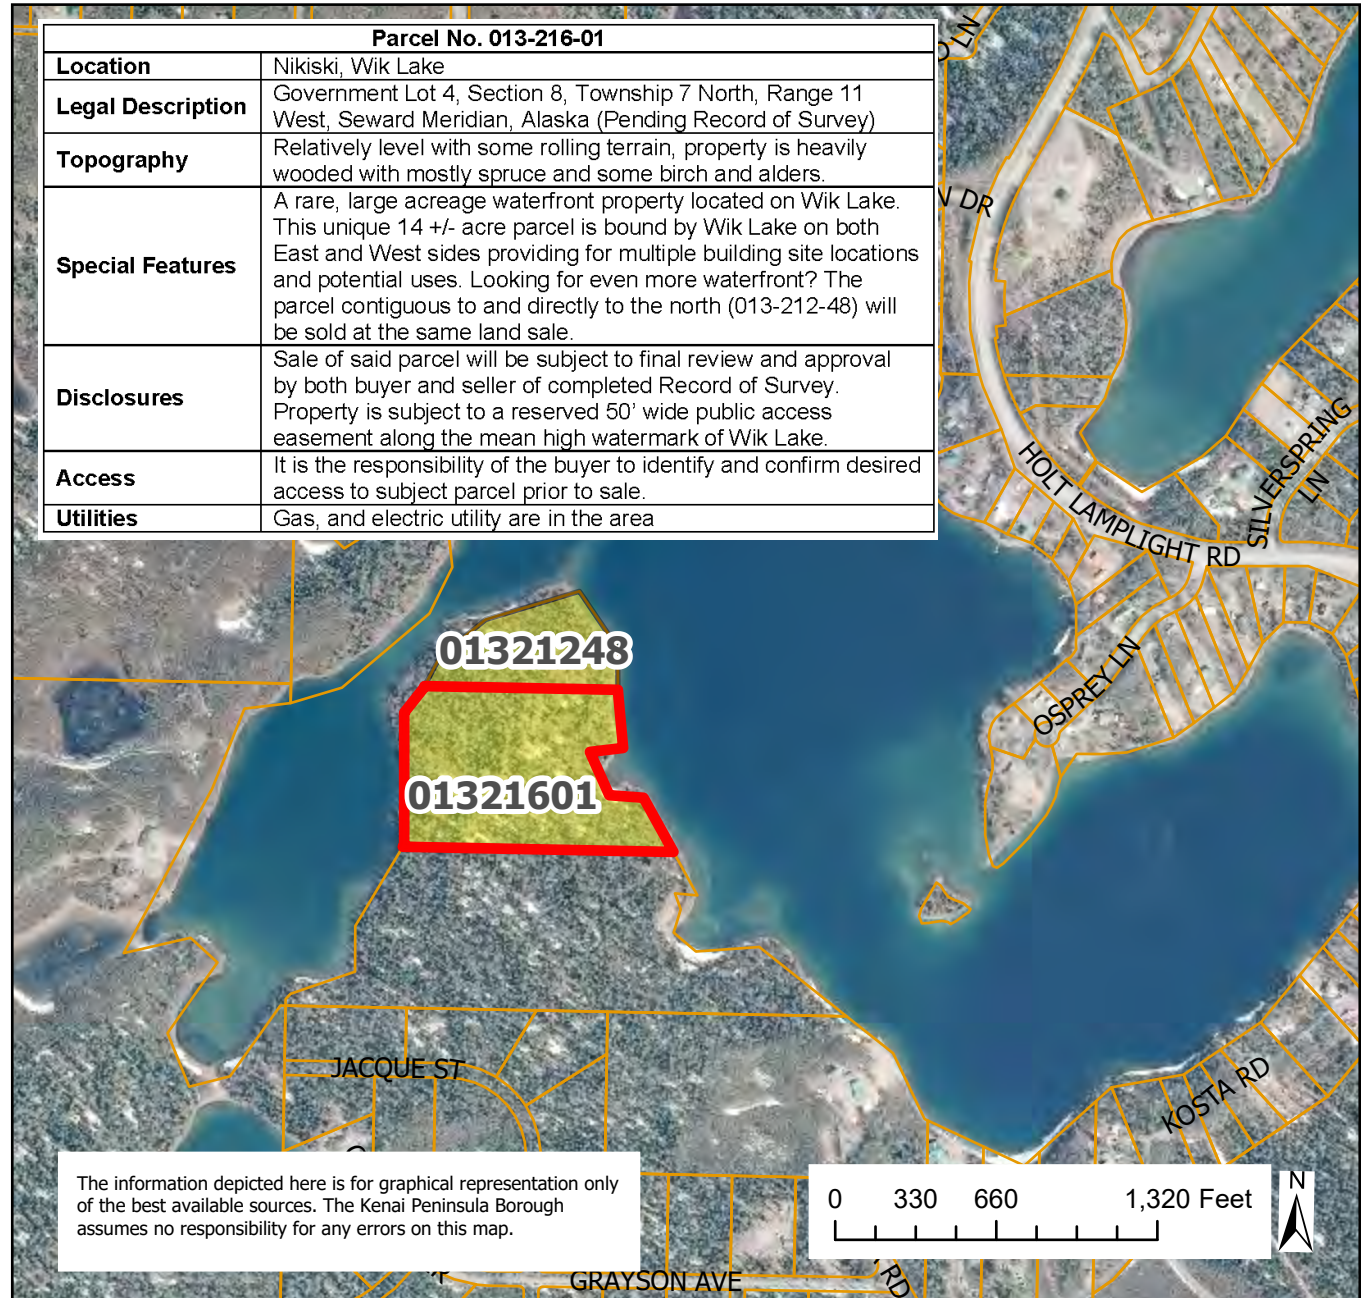 Parcel No. 013-216-01
Location
Nikiski, Wik Lake
Legal Description
Government Lot 4, Section 8, Township 7 North, Range 11
West, Seward Meridian, Alaska (Pending Record of Survey)
Topography
Relatively level with some rolling terrain, property is heavily
wooded with mostly spruce and some birch and alders.
Special Features
A rare, large acreage waterfront property located on Wik Lake.
This unique 14 +/- acre parcel is bound by Wik Lake on both
East and West sides providing for multiple building site locations
and potential uses. Looking for even more waterfront? The
parcel contiguous to and directly to the north (013-212-48) will
be sold at the same land sale.
Disclosures
Sale of said parcel will be subject to final review and approval
by both buyer and seller of completed Record of Survey.
Property is subject to a reserved 50' wide public access
easement along the mean high watermark of Wik Lake.
Access
It is the responsibility of the buyer to identify and confirm desired
access to subject parcel prior to sale.
Utilities
Gas, and electric utility are in the area
LN
N DR
HOLT LAMPLIGHT RD
SILVERSPRING
LN
OSPREY LN
01321248
01321601
JACQUE ST
KOSTA RD
The information depicted here is for graphical representation only
of the best available sources. The Kenai Peninsula Borough
assumes no responsibility for any errors on this map.
0 330 660 1,320 Feet
N
GRAYSON AVE
RD